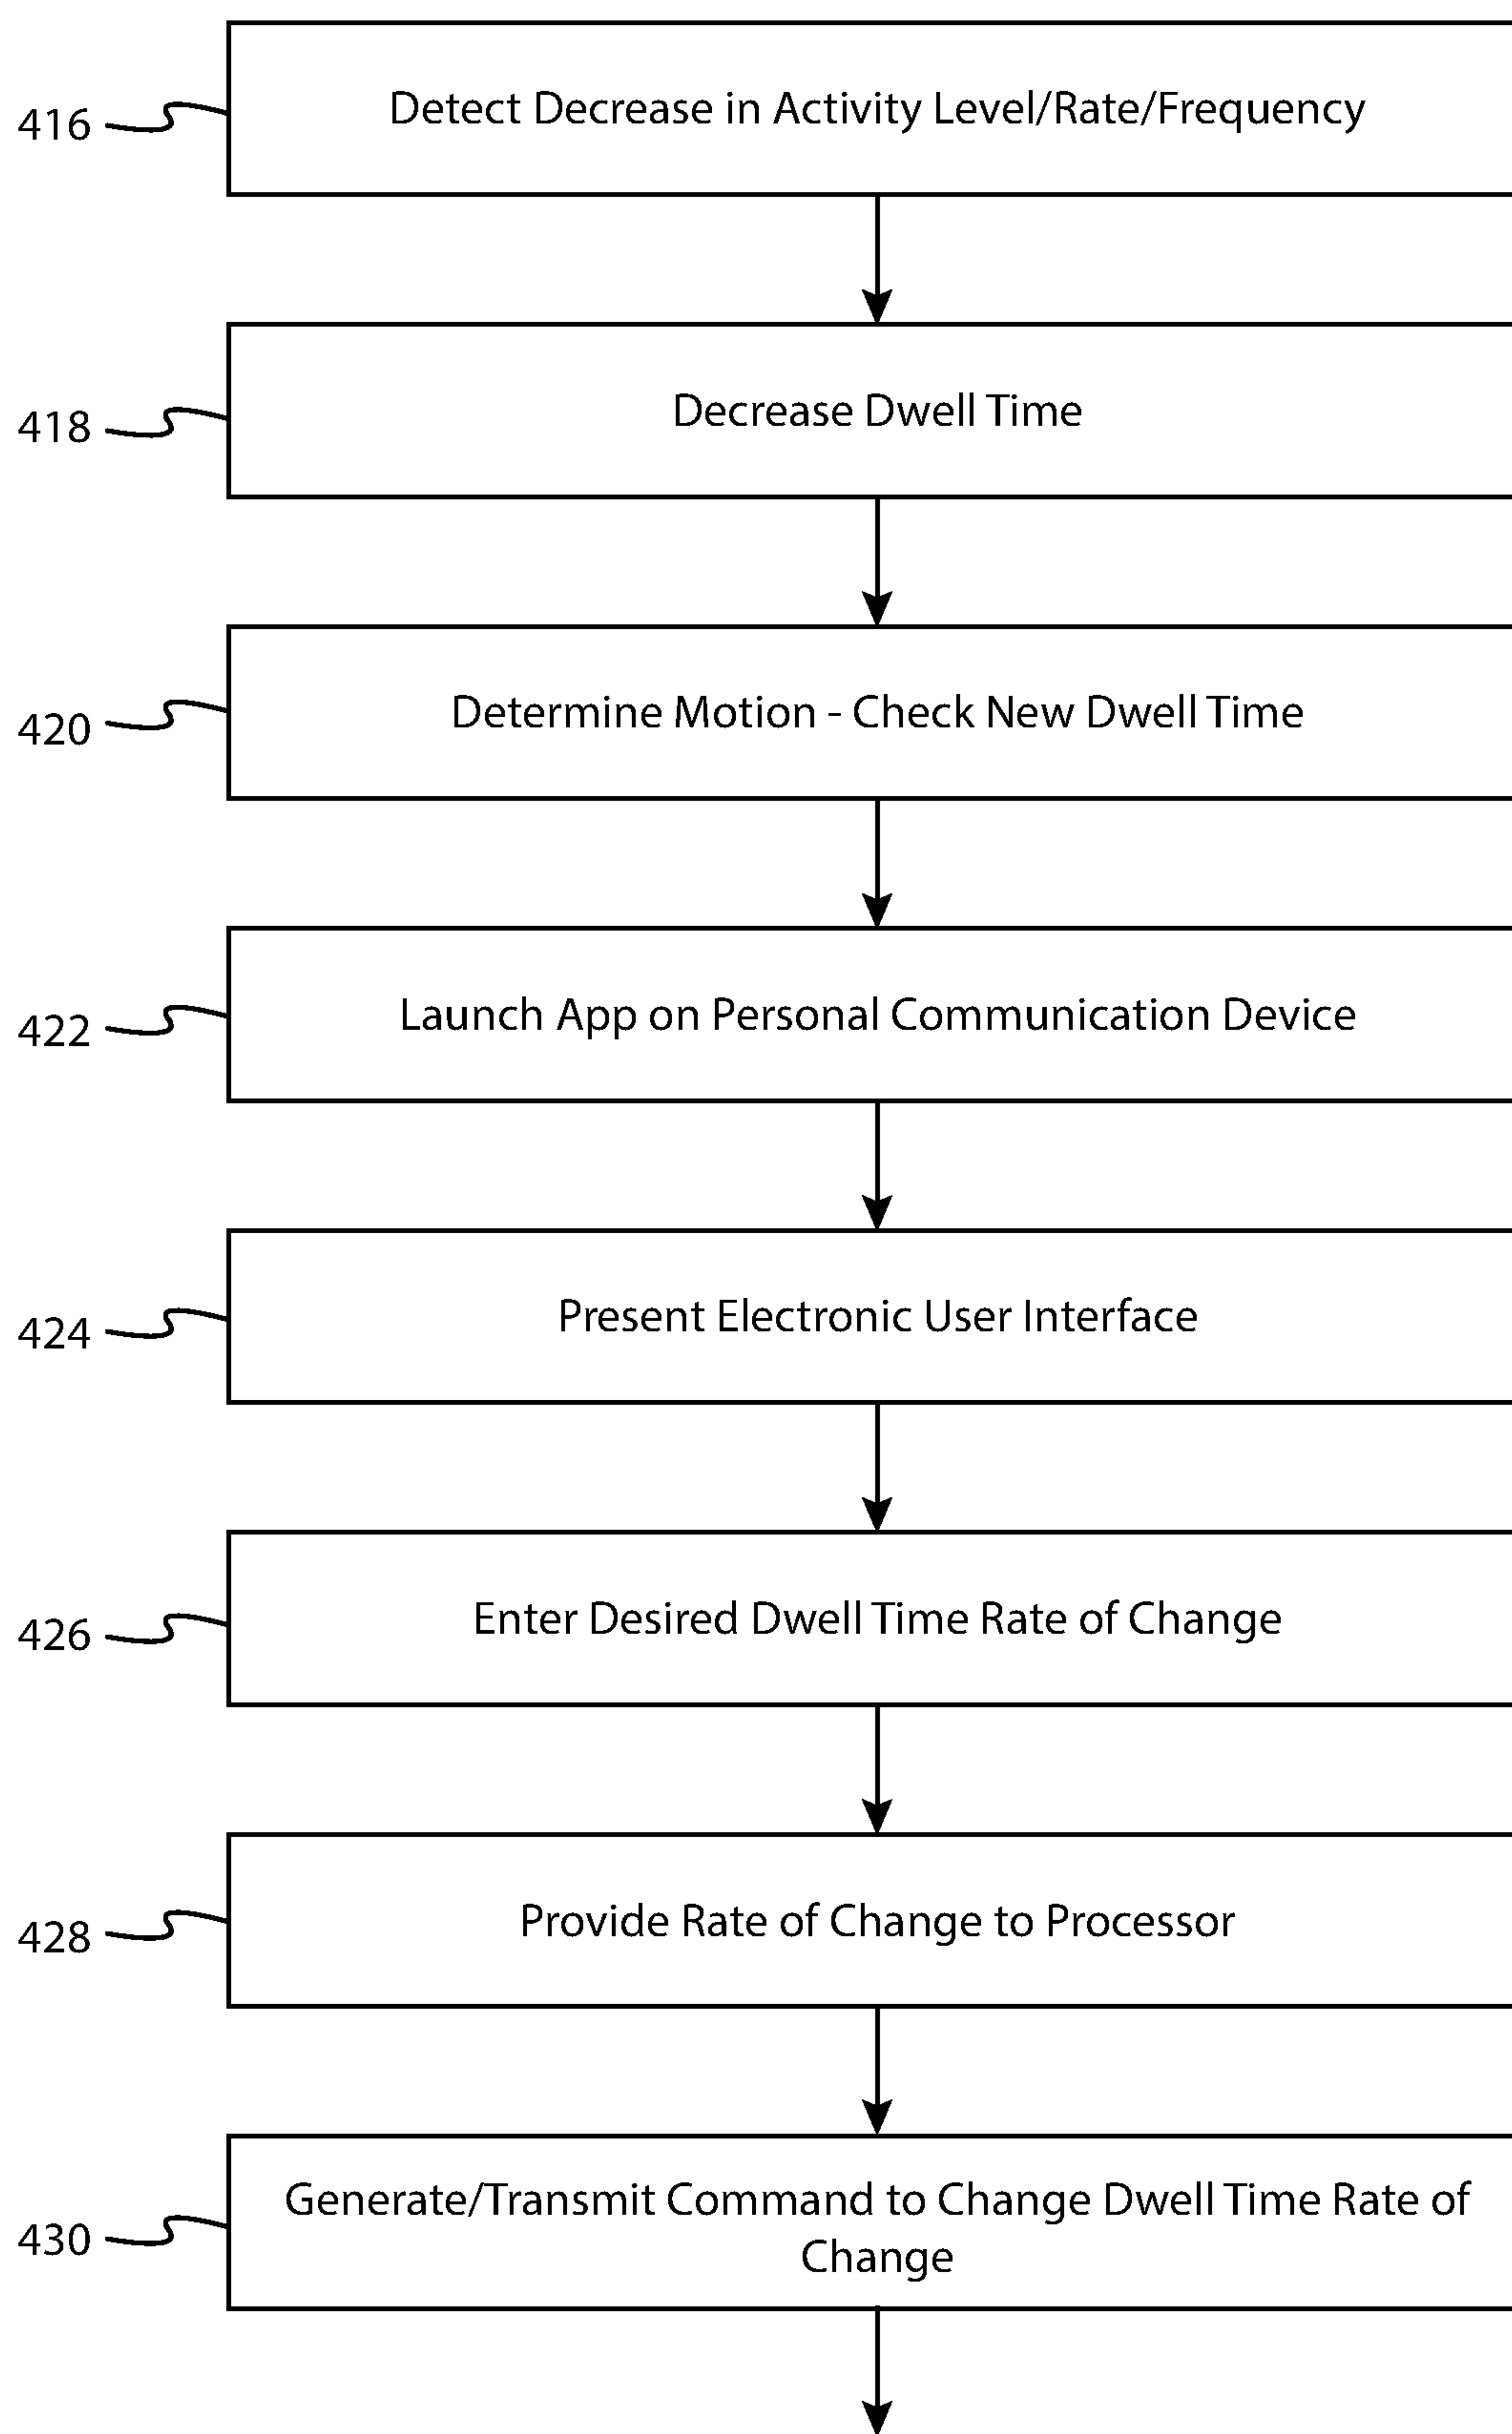 416
Detect Decrease in Activity Level/Rate/Frequency
418
Decrease Dwell Time
420
Determine Motion - Check New Dwell Time
422
Launch App on Personal Communication Device
424
Present Electronic User Interface
426
Enter Desired Dwell Time Rate of Change
428
Provide Rate of Change to Processor
430
Generate/Transmit Command to Change Dwell Time Rate of
Change